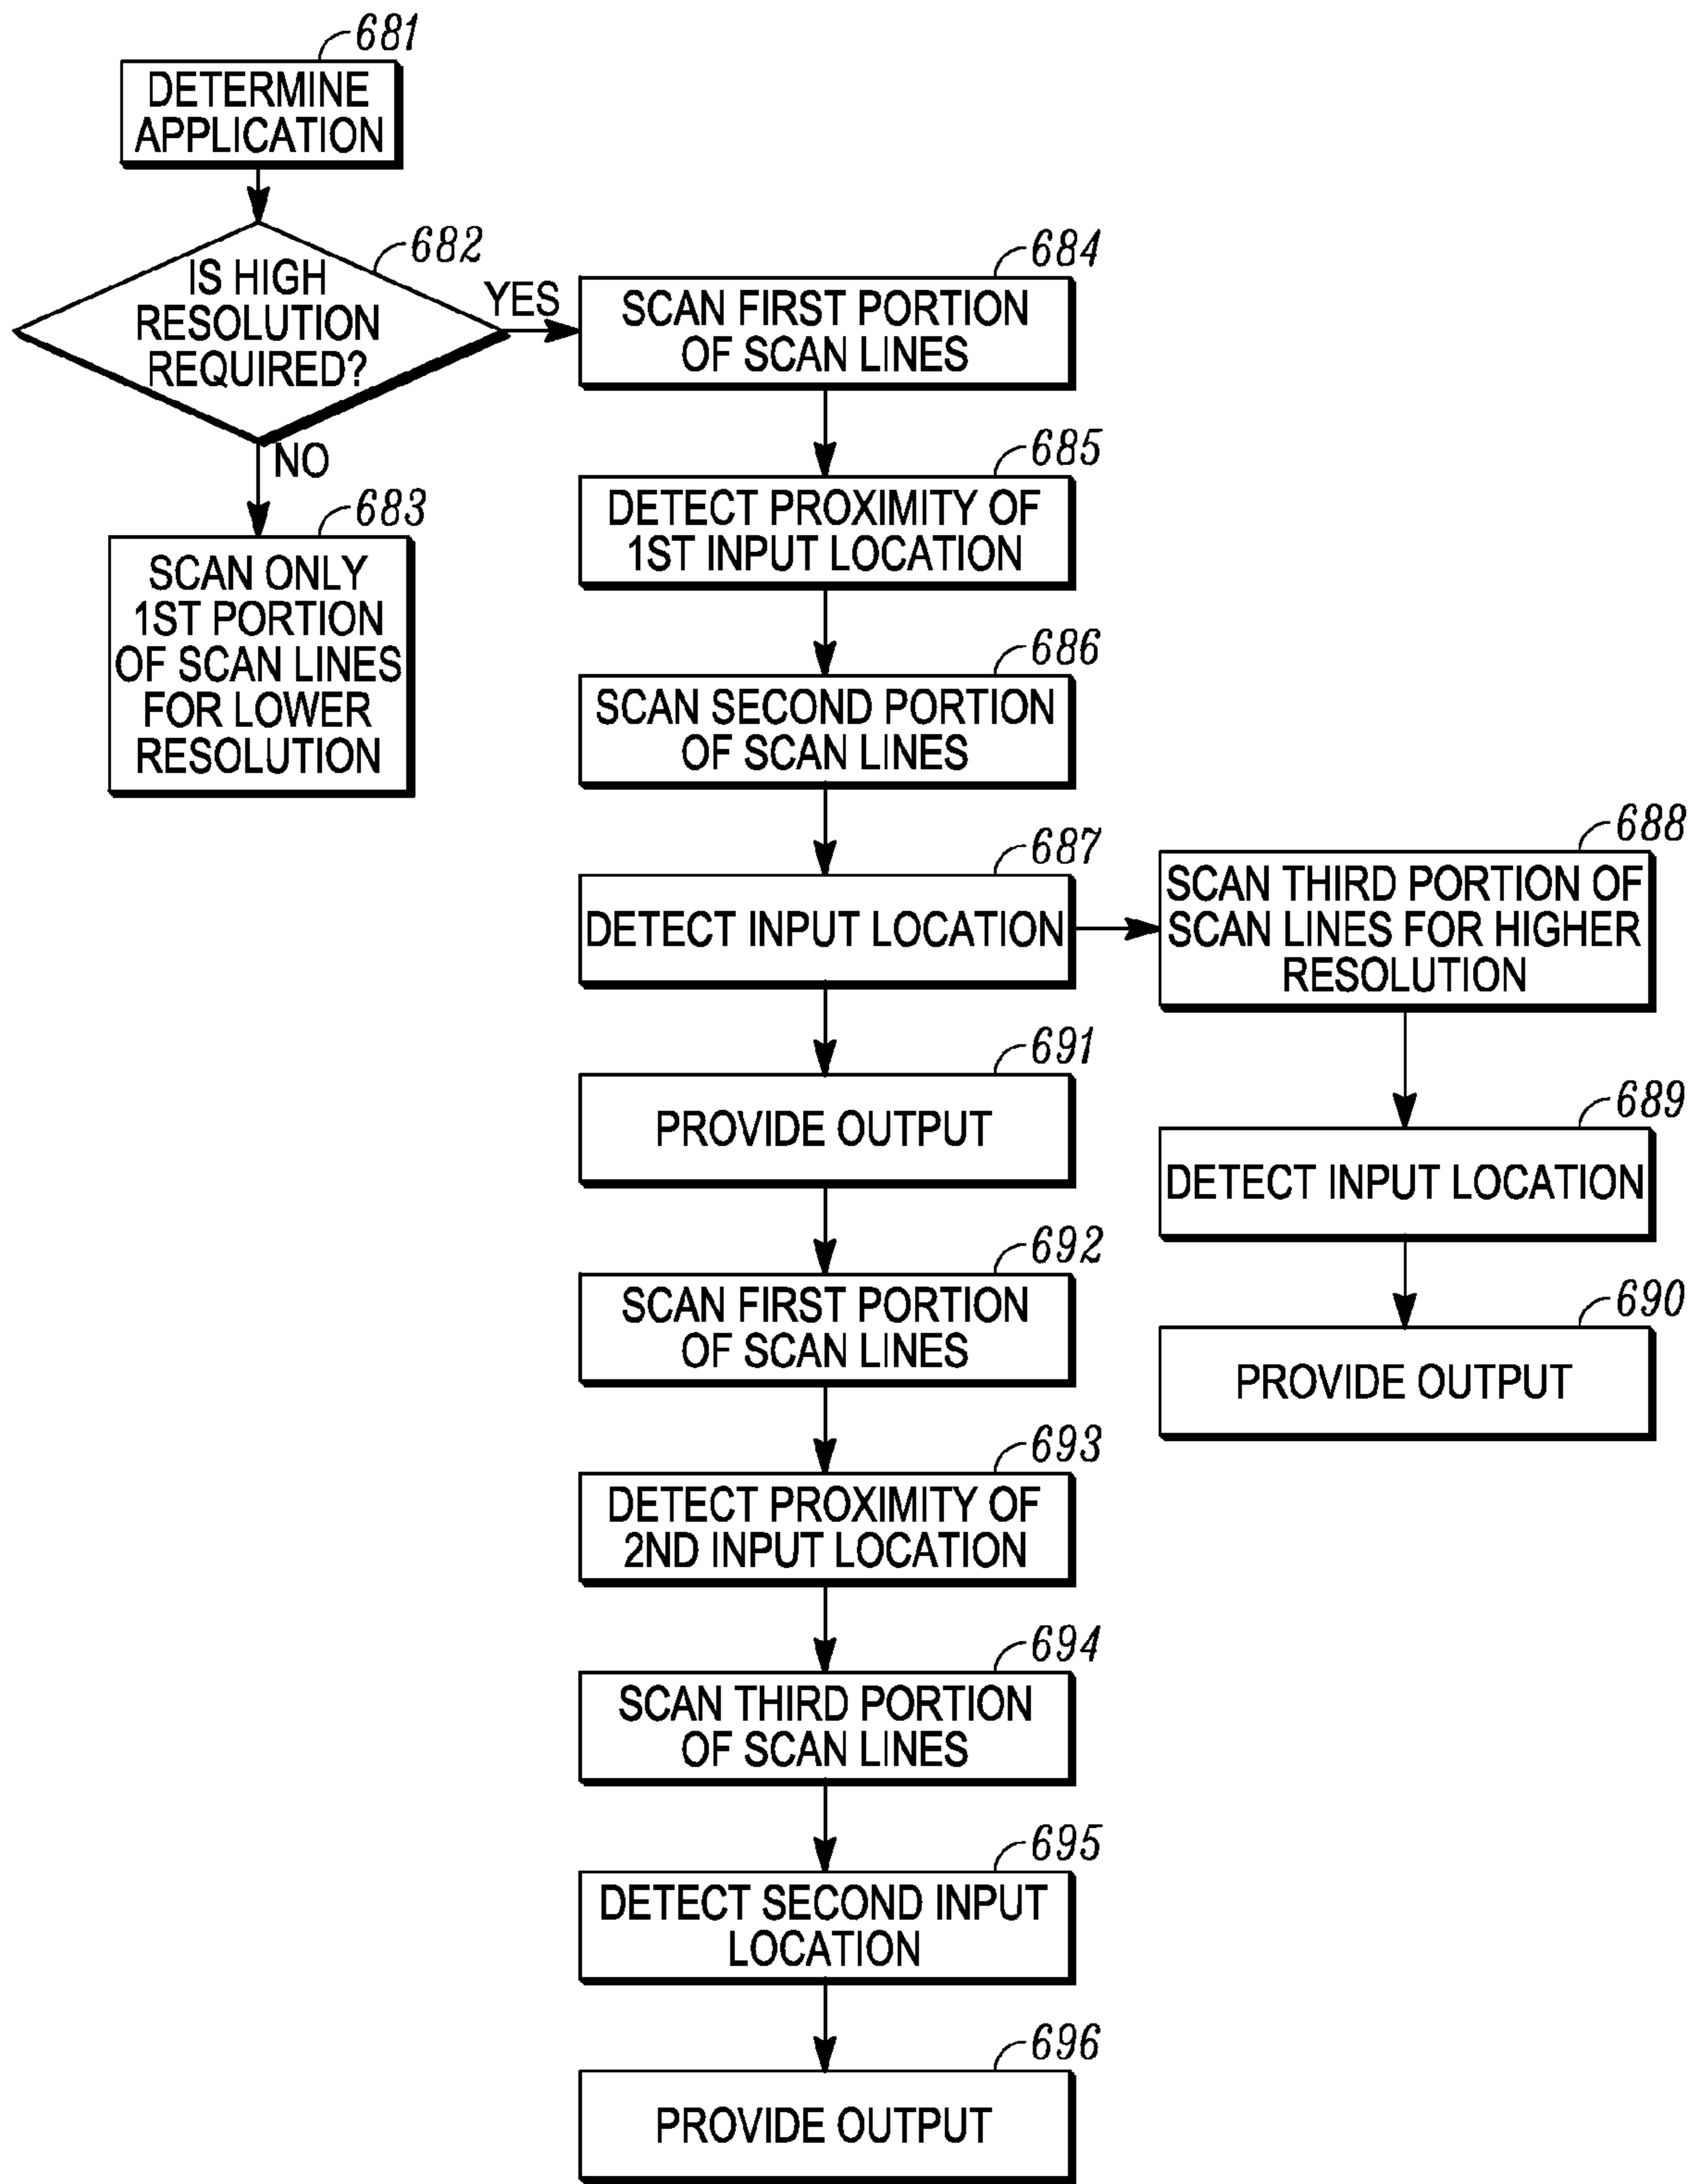 681
DETERMINE
APPLICATION
682
IS HIGH
RESOLUTION
REQUIRED?
YES
NO
683
SCAN ONLY
1ST PORTION
OF SCAN LINES
FOR LOWER
RESOLUTION
684
SCAN FIRST PORTION
OF SCAN LINES
685
DETECT PROXIMITY OF
1ST INPUT LOCATION
686
SCAN SECOND PORTION
OF SCAN LINES
687
DETECT INPUT LOCATION
688
SCAN THIRD PORTION OF
SCAN LINES FOR HIGHER
RESOLUTION
689
DETECT INPUT LOCATION
690
PROVIDE OUTPUT
691
PROVIDE OUTPUT
692
SCAN FIRST PORTION
OF SCAN LINES
693
DETECT PROXIMITY OF
2ND INPUT LOCATION
694
SCAN THIRD PORTION
OF SCAN LINES
695
DETECT SECOND INPUT
LOCATION
696
PROVIDE OUTPUT